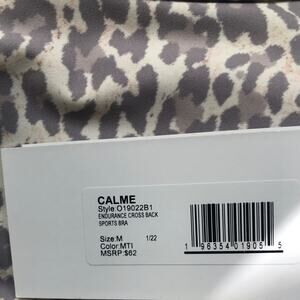 CALME
Style:O19022B1
ENDURANCE CROSS BACK
SPORTS BRA
Size:M 1/22
Color:MTI
MSRP:$62
1 96354 01905 5